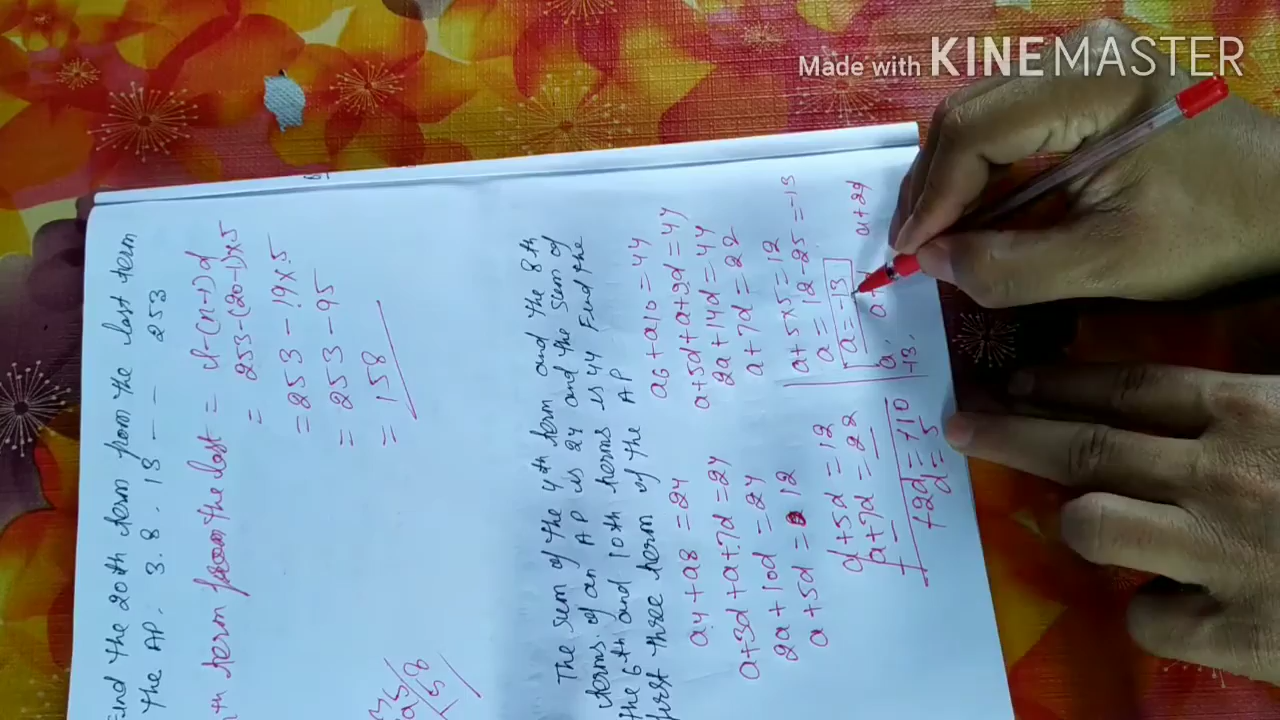 Made with KINEMASTER
Find the 20th term from the last term
the AP: 3. 8. 13 --- 253
nth term from the last = l-(n-1)d
= 253-(20-1)×5
= 253 - 19×5
= 253 - 95
= 158
The sum of the 4th term and the 8th
terms of an AP is 24 and the sum of
the 6th and 10th terms is 44 Find the
first three term of the AP
a4 + a8 = 24
a+3d+a+7d = 24
2a + 10d = 24
a + 5d = 12
a6 + a10 = 44
a+5d+a+9d = 44
2a + 14d = 44
a + 7d = 22
a+5d = 12
a+7d = 22
+2d = +10
d = 5
a + 5×5 = 12
a = 12-25 = -13
a = -13
a. a+d a+2d
-13.